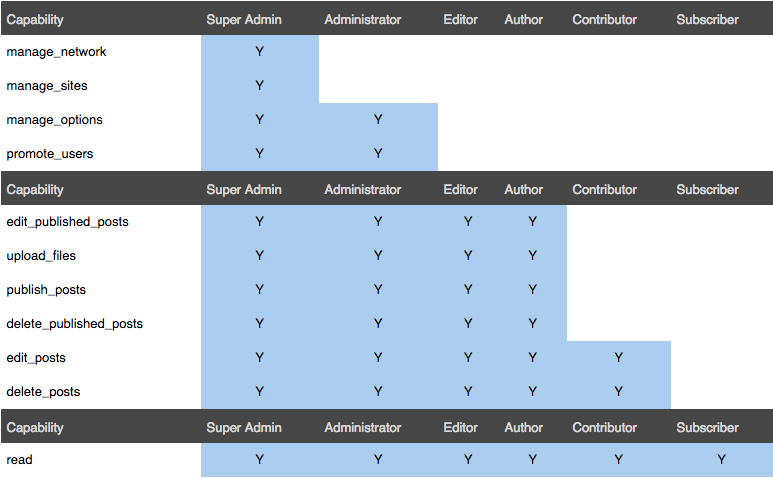 Capability Super Admin Administrator Editor Author Contributor Subscriber
manage_network Y
manage_sites Y
manage_options Y Y
promote_users Y Y
Capability Super Admin Administrator Editor Author Contributor Subscriber
edit_published_posts Y Y Y Y
upload_files Y Y Y Y
publish_posts Y Y Y Y
delete_published_posts Y Y Y Y
edit_posts Y Y Y Y Y
delete_posts Y Y Y Y Y
Capability Super Admin Administrator Editor Author Contributor Subscriber
read Y Y Y Y Y Y